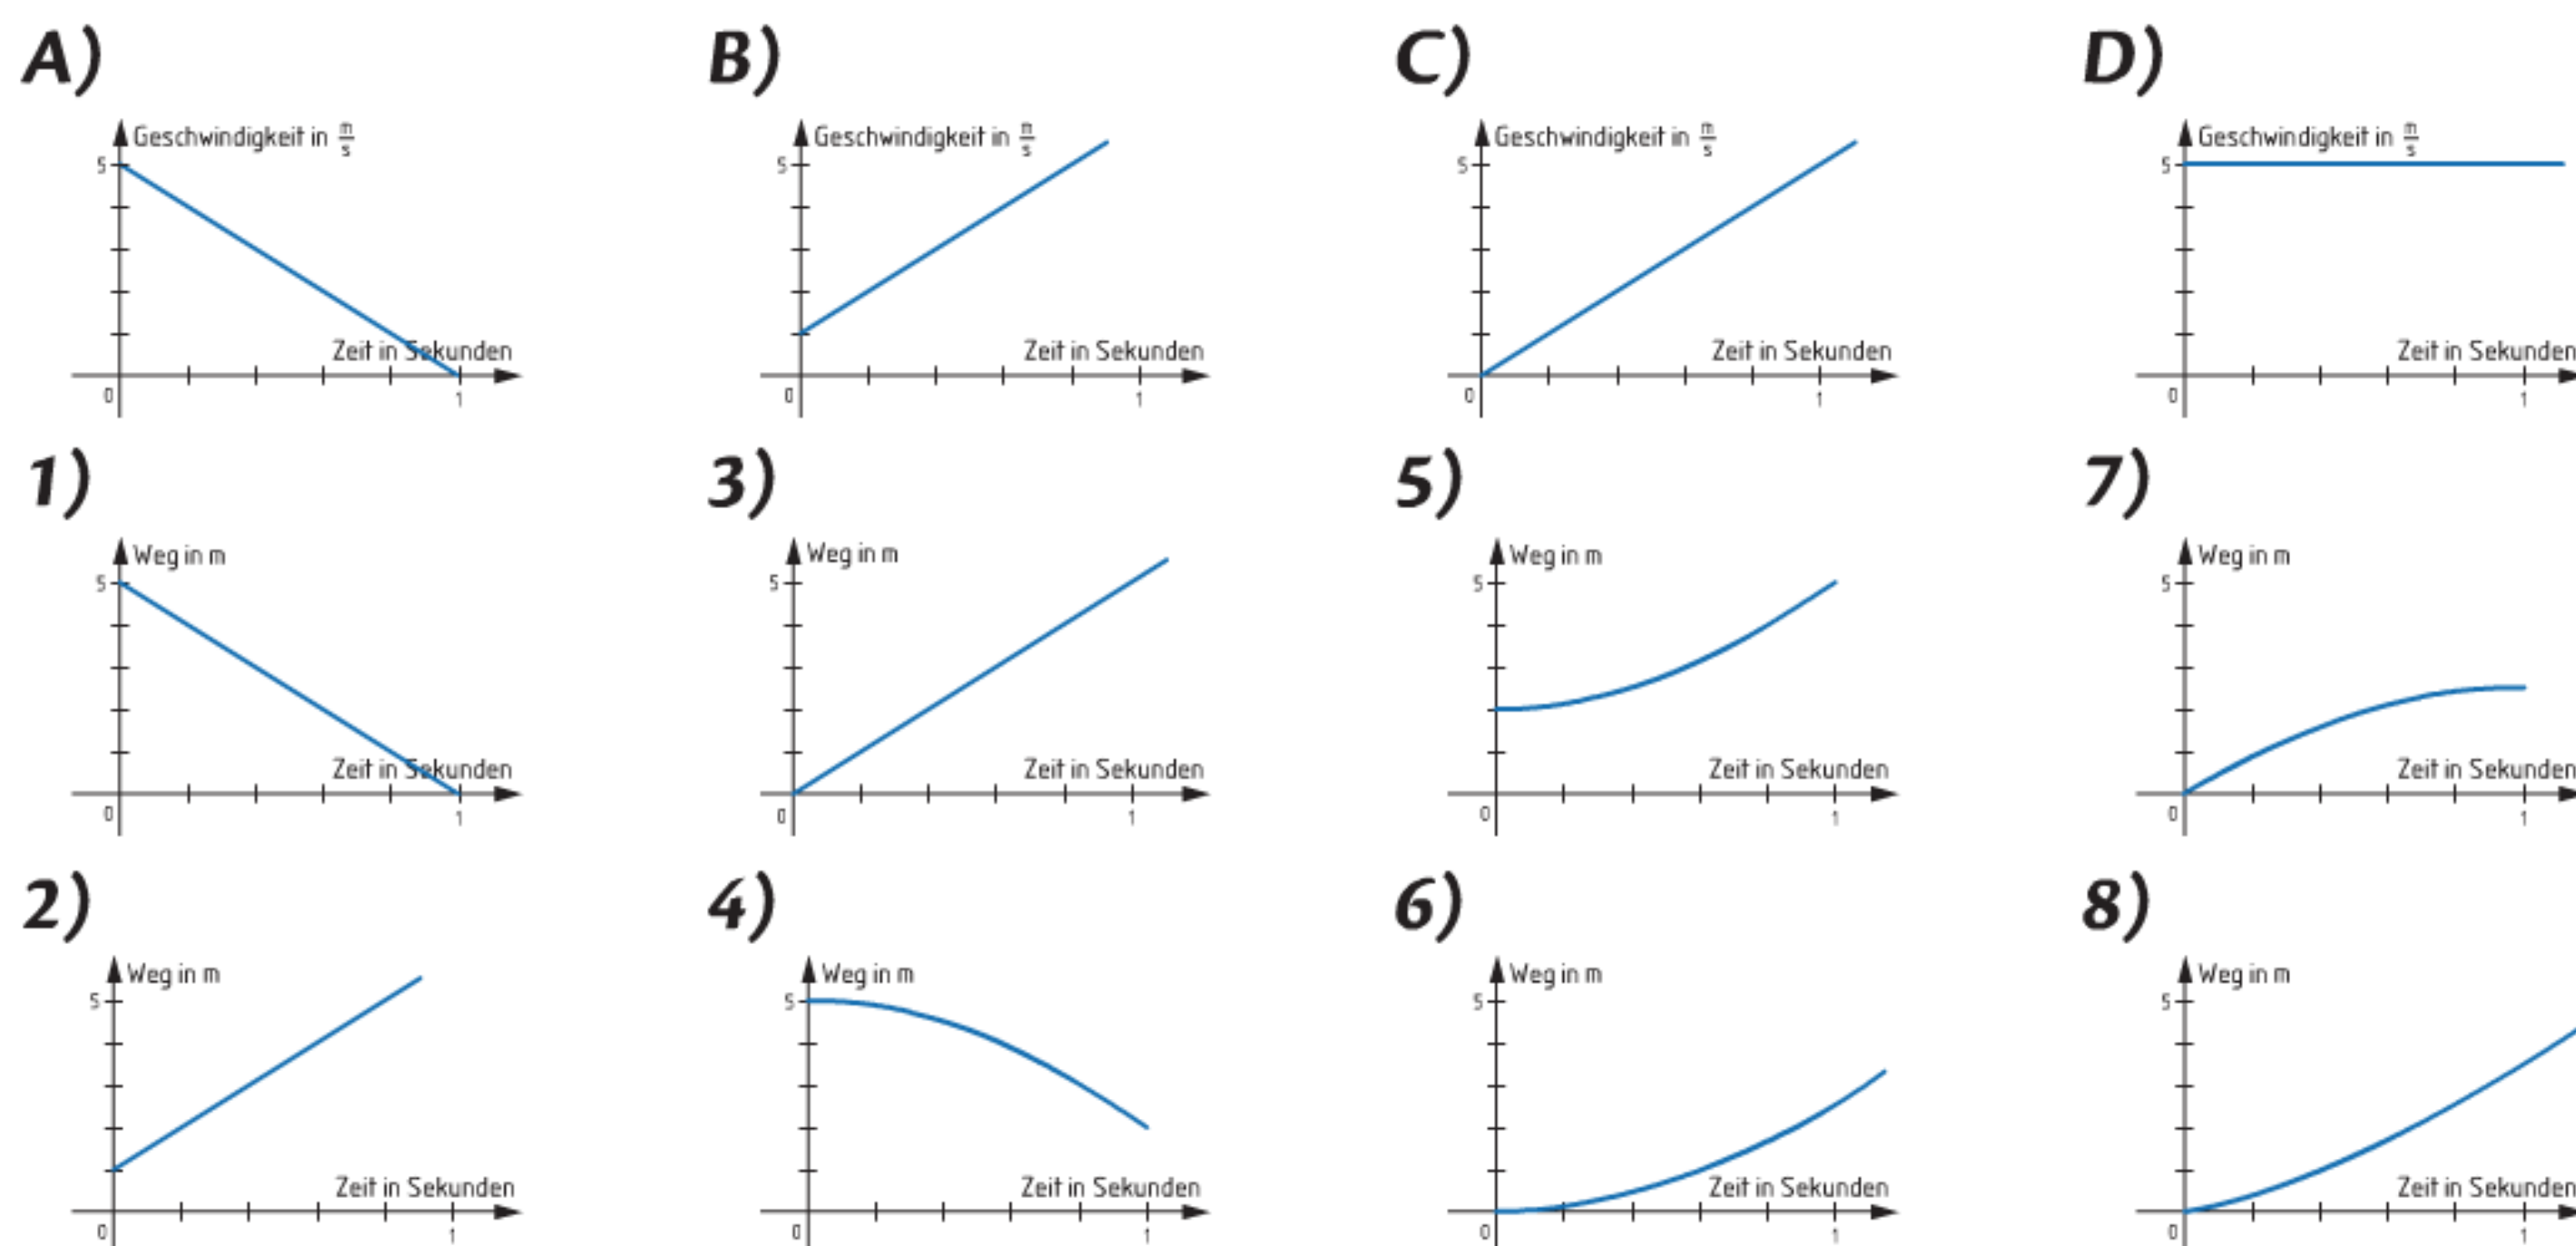 A) B) C) D)
Geschwindigkeit in m/s Geschwindigkeit in m/s Geschwindigkeit in m/s Geschwindigkeit in m/s
5 5 5 5
Zeit in Sekunden Zeit in Sekunden Zeit in Sekunden Zeit in Sekunden
0 1 0 1 0 1 0 1
1) 3) 5) 7)
Weg in m Weg in m Weg in m Weg in m
5 5 5 5
Zeit in Sekunden Zeit in Sekunden Zeit in Sekunden Zeit in Sekunden
0 1 0 1 0 1 0 1
2) 4) 6) 8)
Weg in m Weg in m Weg in m Weg in m
5 5 5 5
Zeit in Sekunden Zeit in Sekunden Zeit in Sekunden Zeit in Sekunden
0 1 0 1 0 1 0 1